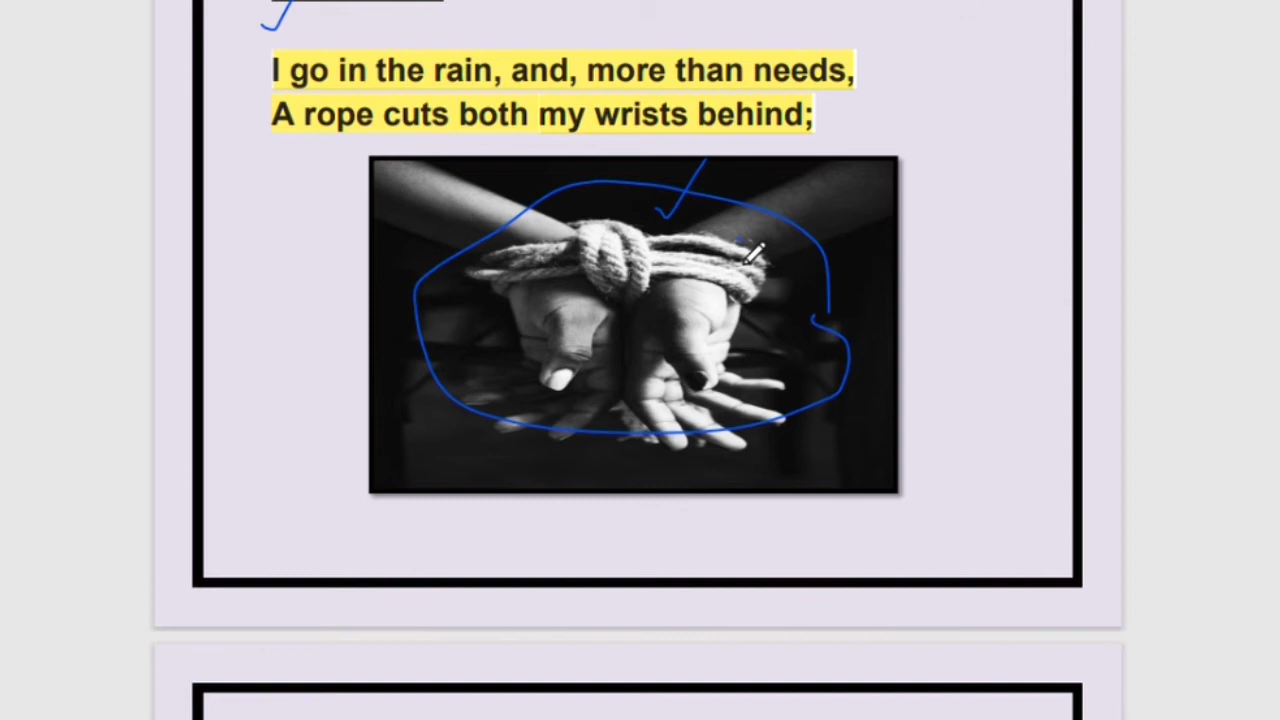 I go in the rain, and, more than needs,
A rope cuts both my wrists behind;